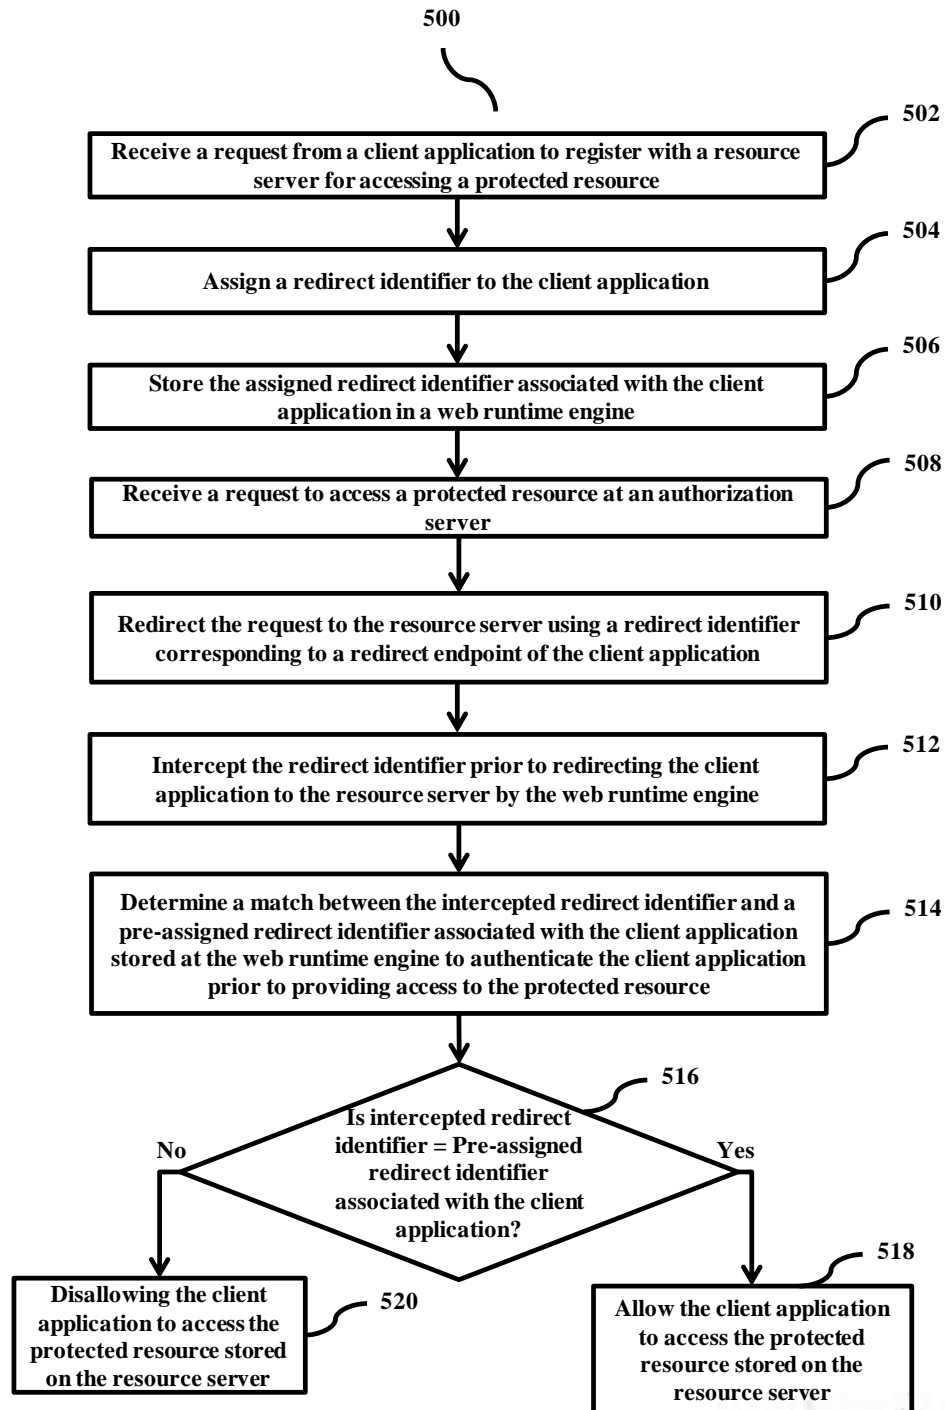 500
502
Receive a request from a client application to register with a resource
server for accessing a protected resource
504
Assign a redirect identifier to the client application
506
Store the assigned redirect identifier associated with the client
application in a web runtime engine
508
Receive a request to access a protected resource at an authorization
server
510
Redirect the request to the resource server using a redirect identifier
corresponding to a redirect endpoint of the client application
512
Intercept the redirect identifier prior to redirecting the client
application to the resource server by the web runtime engine
514
Determine a match between the intercepted redirect identifier and a
pre-assigned redirect identifier associated with the client application
stored at the web runtime engine to authenticate the client application
prior to providing access to the protected resource
516
Is intercepted redirect
identifier = Pre-assigned
redirect identifier
associated with the client
application?
No
Yes
520
Disallowing the client
application to access the
protected resource stored
on the resource server
518
Allow the client application
to access the protected
resource stored on the
resource server